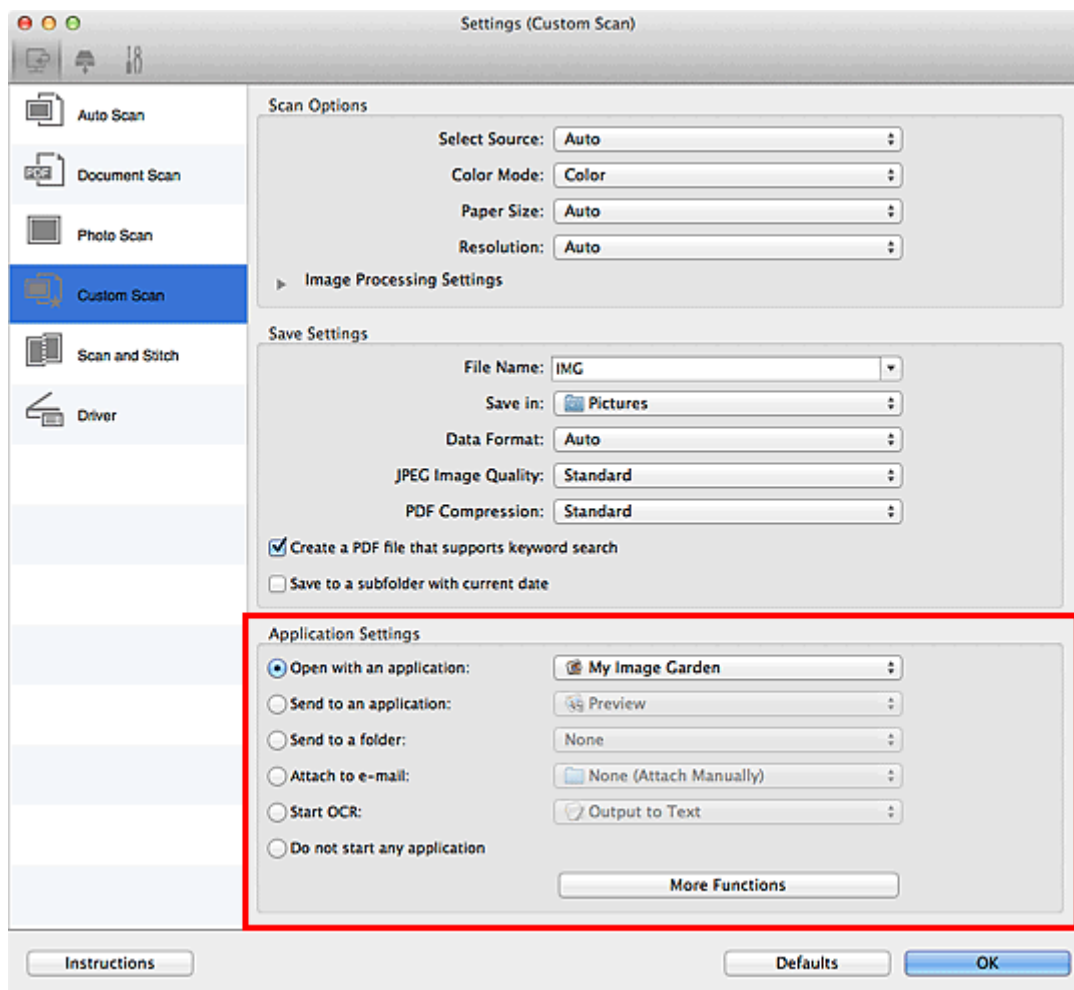 Settings (Custom Scan)
Auto Scan
Document Scan
Photo Scan
Custom Scan
Scan and Stitch
Driver
Scan Options
Select Source: Auto
Color Mode: Color
Paper Size: Auto
Resolution: Auto
Image Processing Settings
Save Settings
File Name: IMG
Save in: Pictures
Data Format: Auto
JPEG Image Quality: Standard
PDF Compression: Standard
Create a PDF file that supports keyword search
Save to a subfolder with current date
Application Settings
Open with an application: My Image Garden
Send to an application: Preview
Send to a folder: None
Attach to e-mail: None (Attach Manually)
Start OCR: Output to Text
Do not start any application
More Functions
Instructions
Defaults
OK